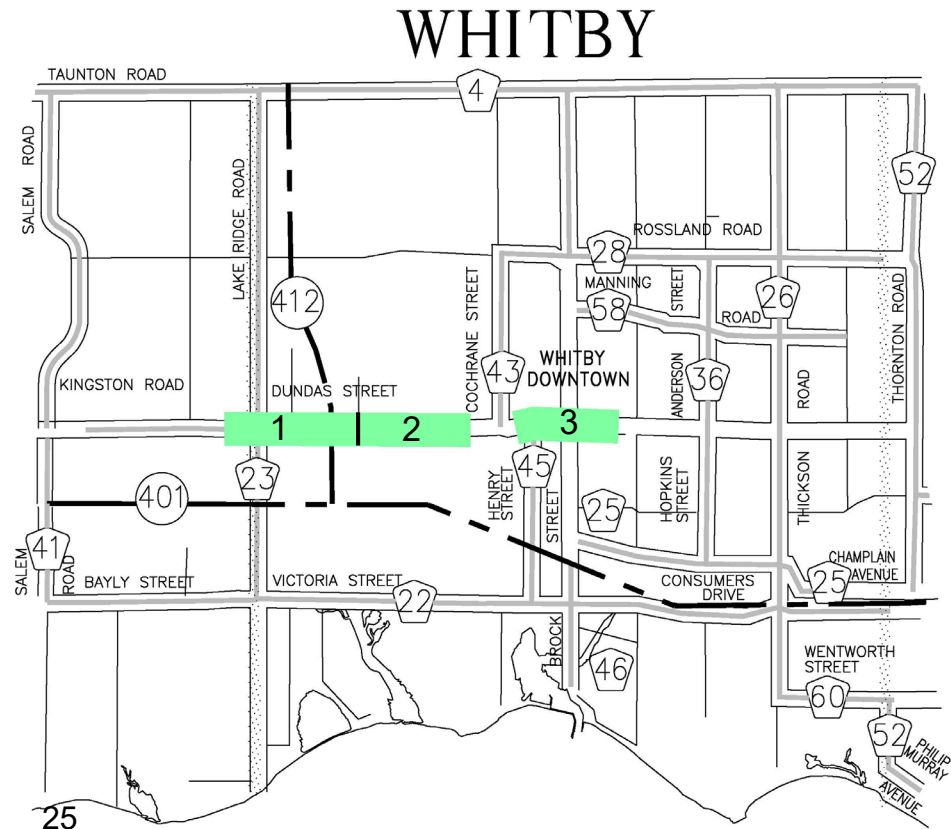 WHITBY
TAUNTON ROAD
4
SALEM ROAD
LAKE RIDGE ROAD
52
ROSSLAND ROAD
28
MANNING
ROAD
58
STREET
26
412
COCHRANE STREET
THORNTON ROAD
KINGSTON ROAD
DUNDAS STREET
43
WHITBY
DOWNTOWN
ANDERSON
36
ROAD
1
2
3
23
45
401
HENRY
STREET
STREET
25
HOPKINS
STREET
THICKSON
41
SALEM
ROAD
BAYLY STREET
VICTORIA STREET
22
CONSUMERS
DRIVE
CHAMPLAIN
AVENUE
25
BROCK
46
WENTWORTH
STREET
60
52
PHILIP
MURRAY
AVENUE
25